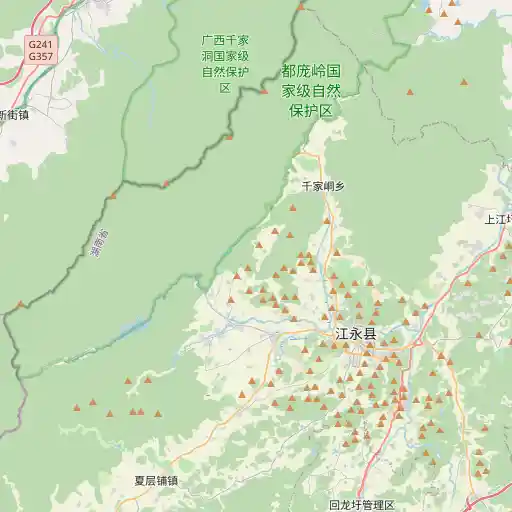 G241
G357
广西千家
洞国家级
自然保护
区
都庞岭国
家级自然
保护区
新街镇
千家峒乡
上江圩
湖南省
江永县
夏层铺镇
回龙圩管理区